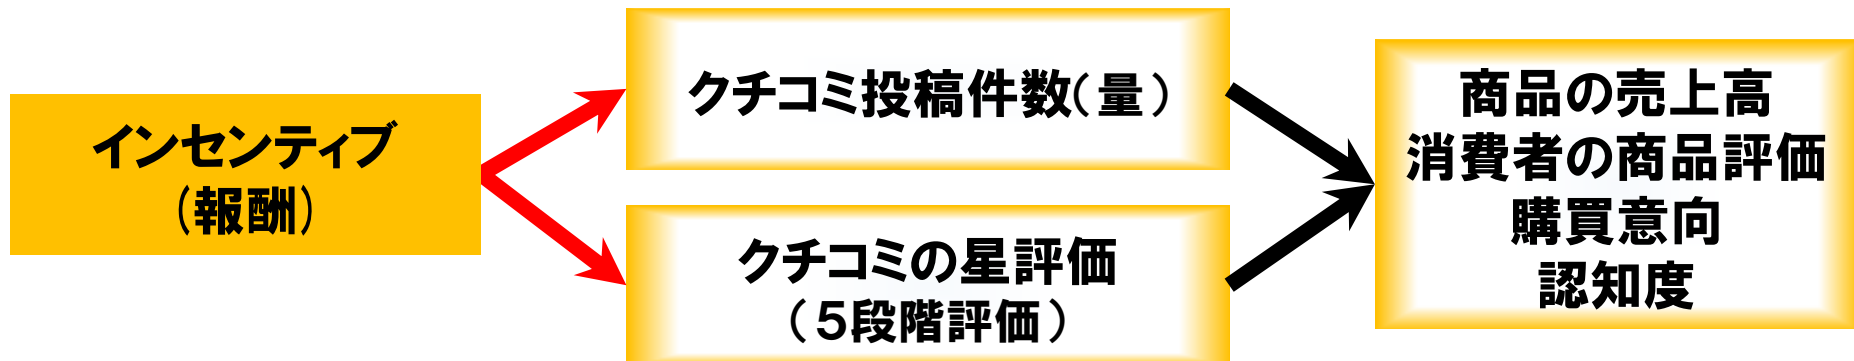 インセンティブ
（報酬）
クチコミ投稿件数（量）
クチコミの星評価
（５段階評価）
商品の売上高
消費者の商品評価
購買意向
認知度